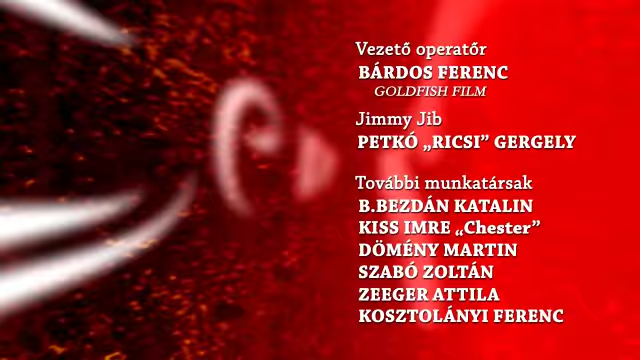 Vezető operatőr
BÁRDOS FERENC
GOLDFISH FILM
Jimmy Jib
PETKÓ „RICSI” GERGELY
További munkatársak
B.BEZDÁN KATALIN
KISS IMRE „Chester”
DÖMÉNY MARTIN
SZABÓ ZOLTÁN
ZEEGER ATTILA
KOSZTOLÁNYI FERENC